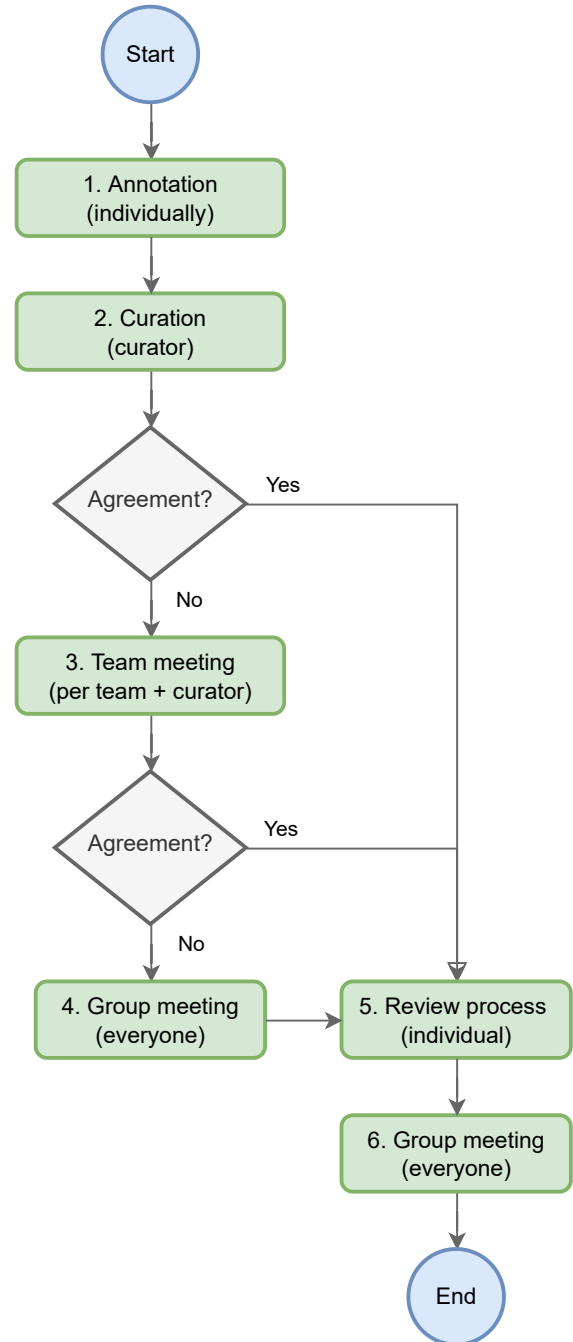 Start
1. Annotation
(individually)
2. Curation
(curator)
Agreement?
Yes
No
3. Team meeting
(per team + curator)
Agreement?
Yes
No
4. Group meeting
(everyone)
5. Review process
(individual)
6. Group meeting
(everyone)
End